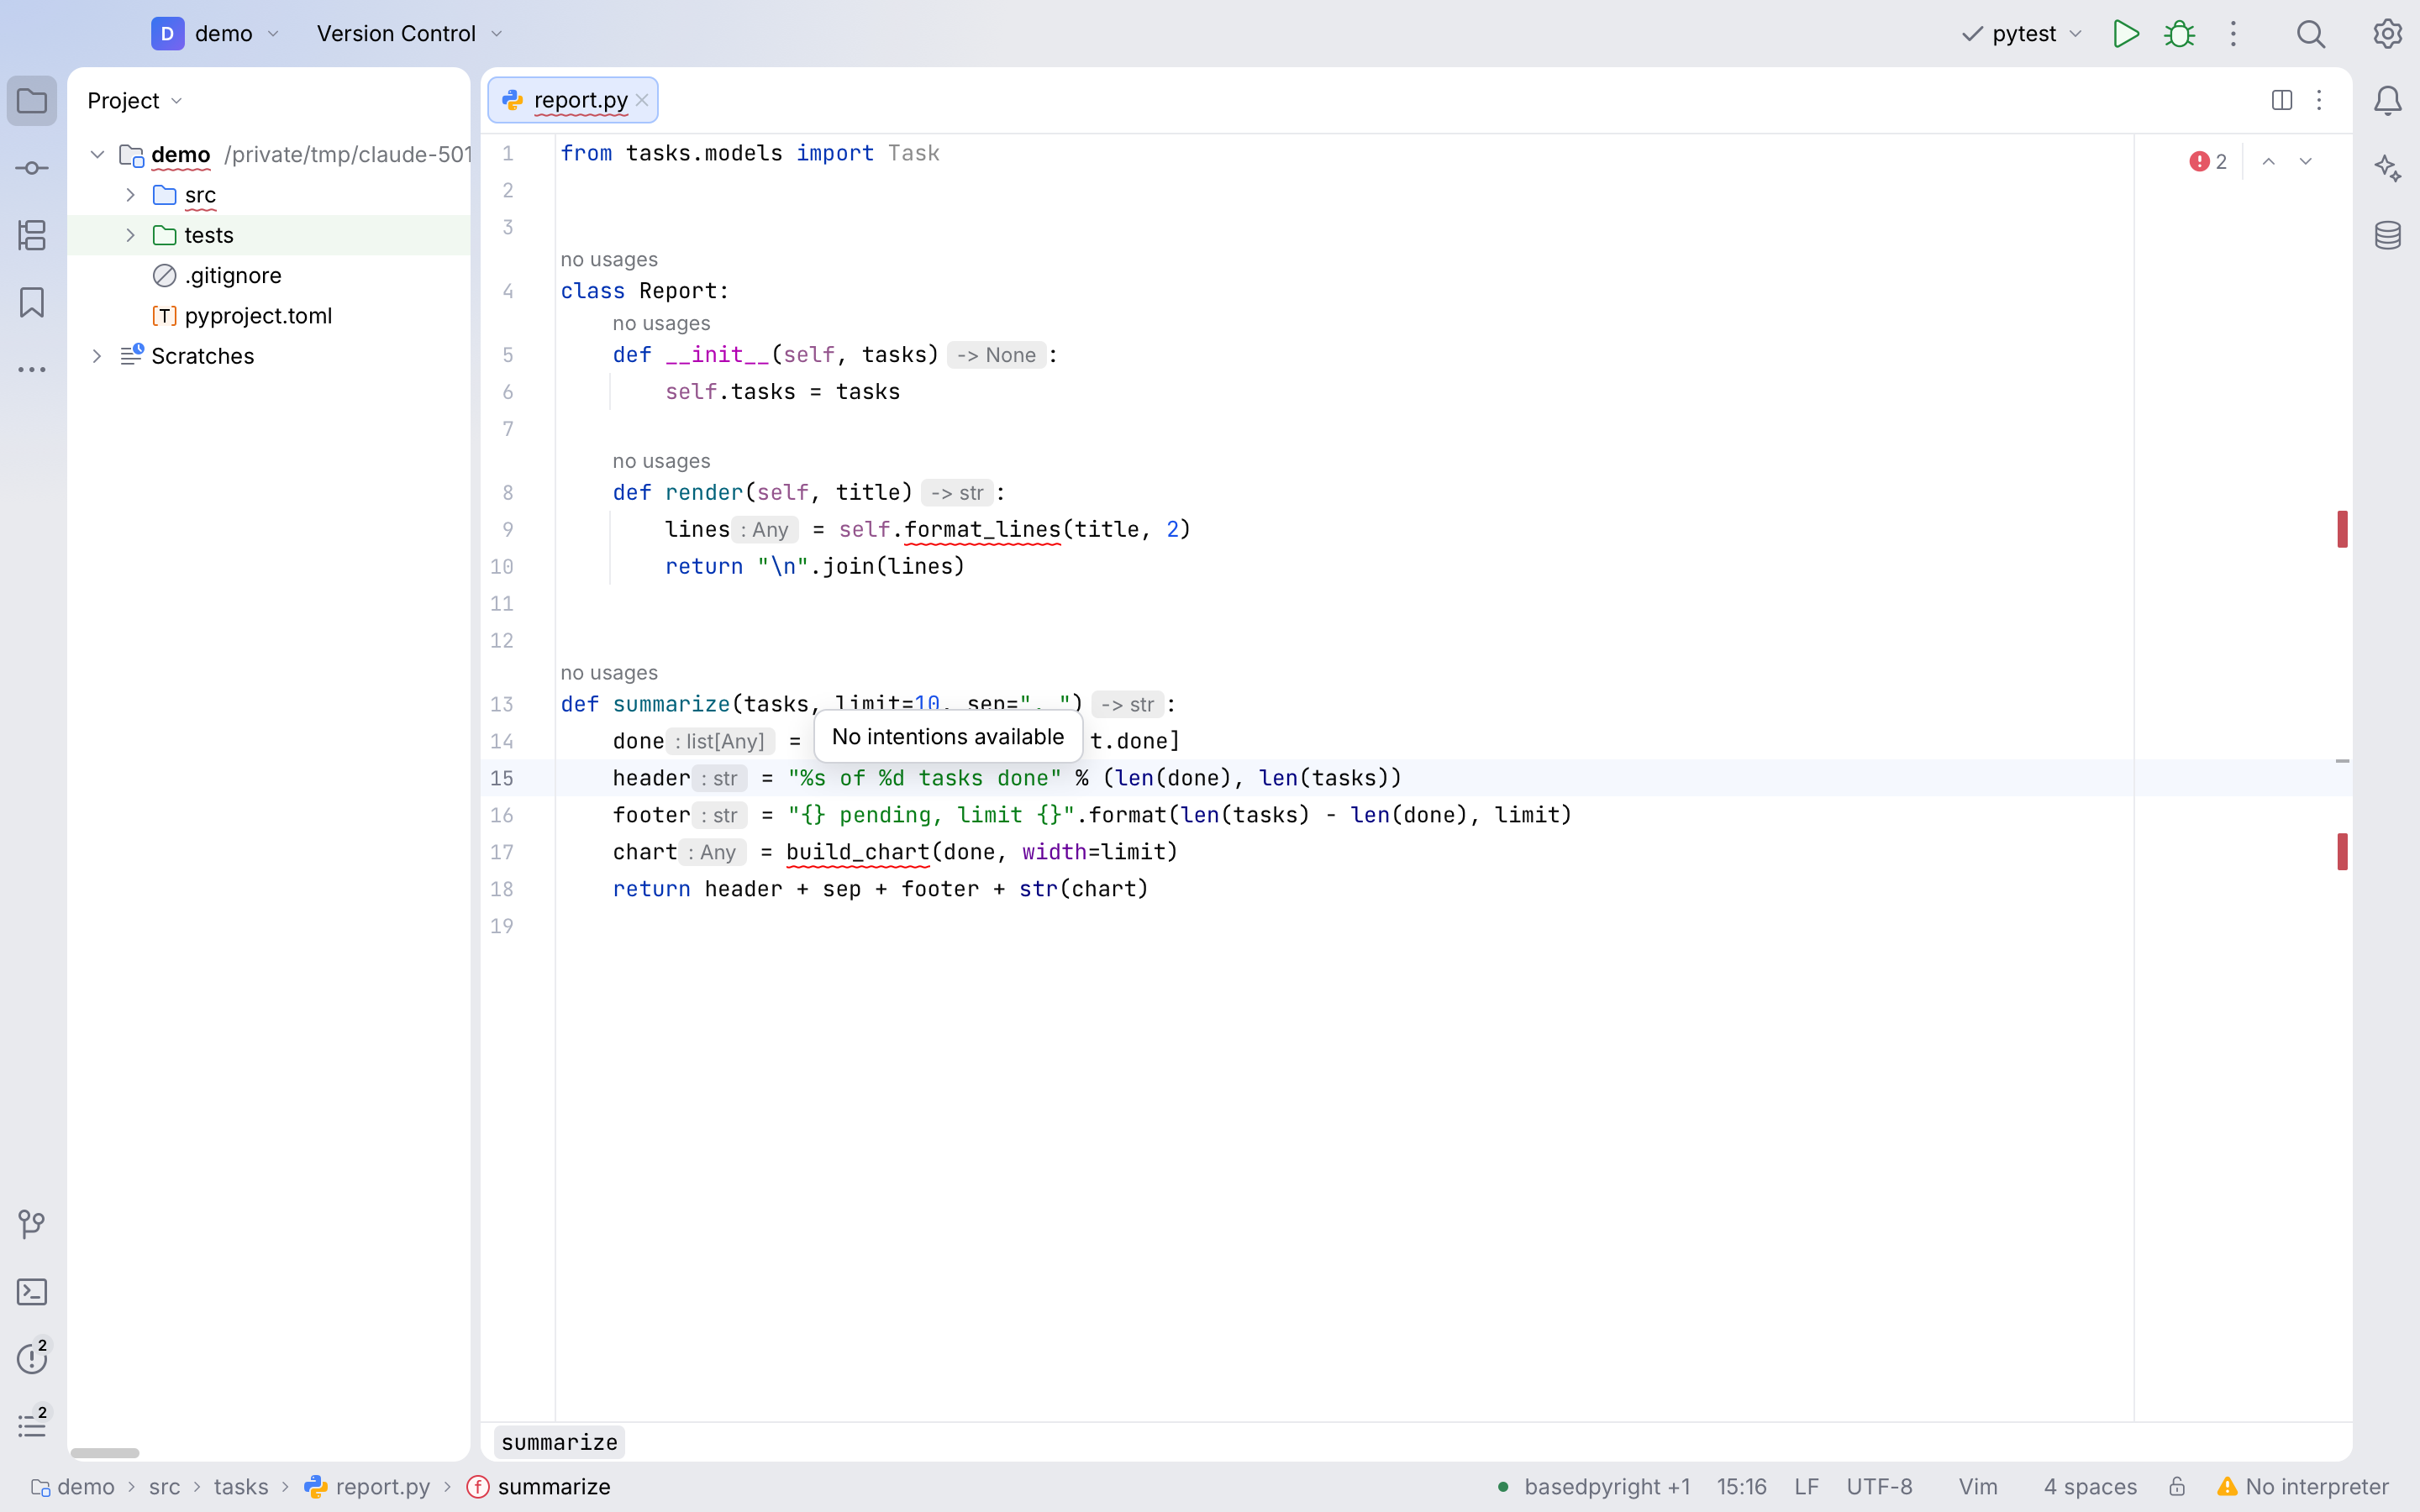 D demo Version Control pytest
Project
report.py
demo /private/tmp/claude-501
src
tests
.gitignore
[T] pyproject.toml
Scratches
2
1 from tasks.models import Task
2
3
no usages
4 class Report:
no usages
5 def __init__(self, tasks) -> None :
6 self.tasks = tasks
7
no usages
8 def render(self, title) -> str :
9 lines : Any = self.format_lines(title, 2)
10 return "\n".join(lines)
11
12
no usages
13 def summarize(tasks, limit=10, sep=", ") -> str :
14 done : list[Any] = t.done]
No intentions available
15 header : str = "%s of %d tasks done" % (len(done), len(tasks))
16 footer : str = "{} pending, limit {}".format(len(tasks) - len(done), limit)
17 chart : Any = build_chart(done, width=limit)
18 return header + sep + footer + str(chart)
19
2
2
summarize
demo > src > tasks > report.py > f summarize
basedpyright +1 15:16 LF UTF-8 Vim 4 spaces No interpreter